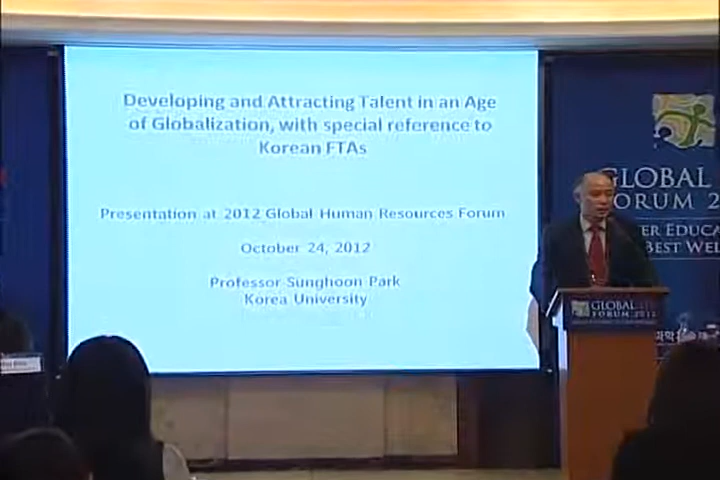 Developing and Attracting Talent in an Age
of Globalization, with special reference to
Korean FTAs
Presentation at 2012 Global Human Resources Forum
October 24, 2012
Professor Sunghoon Park
Korea University
GLOBAL
FORUM 2
BEST WEL
GLOBAL
FORUM 2012